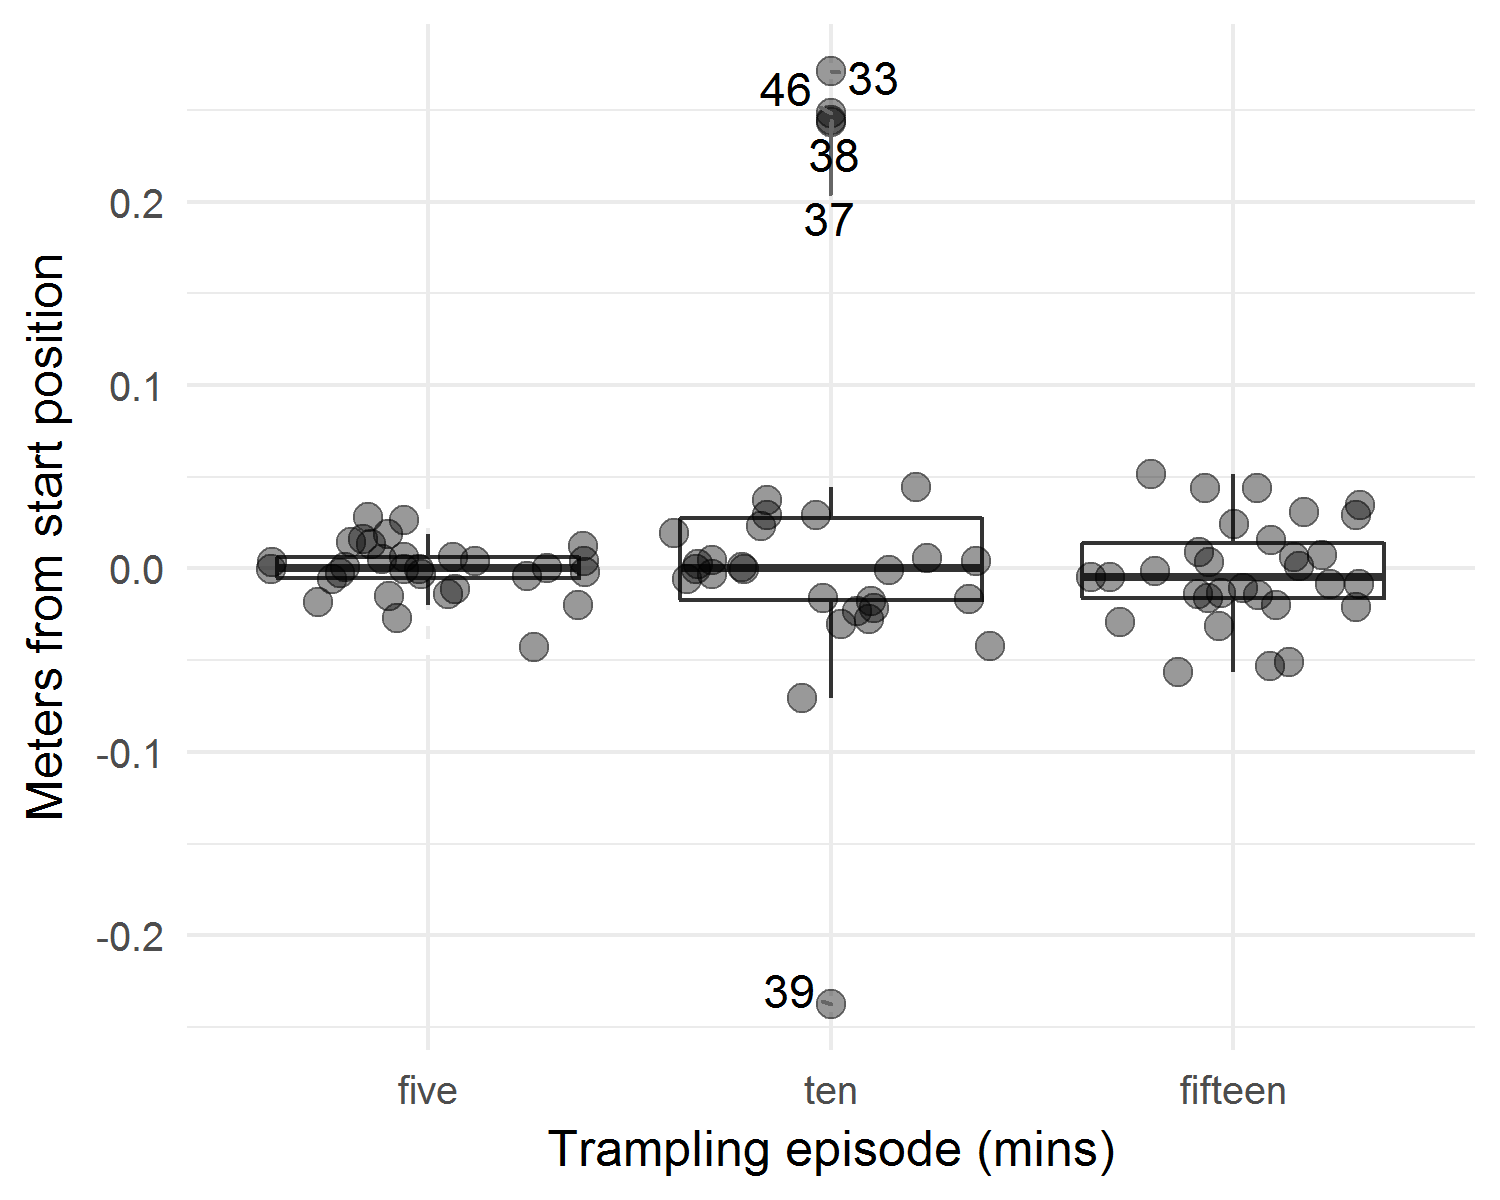 33
46
38
37
0.2
0.1
0.0
-0.1
-0.2
39
Meters from start position
five
ten
fifteen
Trampling episode (mins)